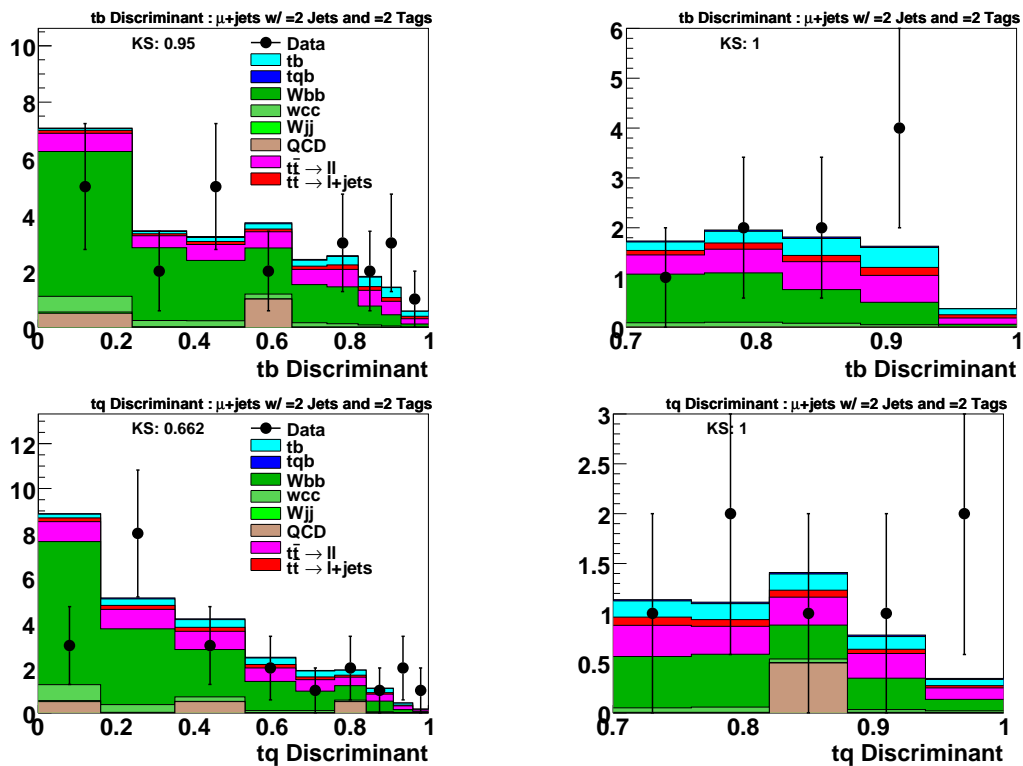 tb Discriminant : μ+jets w/ =2 Jets and =2 Tags
KS: 0.95
Data
tb
tqb
Wbb
wcc
Wjj
QCD
tt̄ → ll
tt̄ → l+jets
10
8
6
4
2
0
0 0.2 0.4 0.6 0.8 1
tb Discriminant
tb Discriminant : μ+jets w/ =2 Jets and =2 Tags
KS: 1
6
5
4
3
2
1
0
0.7 0.8 0.9 1
tb Discriminant
tq Discriminant : μ+jets w/ =2 Jets and =2 Tags
KS: 0.662
Data
tb
tqb
Wbb
wcc
Wjj
QCD
tt̄ → ll
tt̄ → l+jets
12
10
8
6
4
2
0
0 0.2 0.4 0.6 0.8 1
tq Discriminant
tq Discriminant : μ+jets w/ =2 Jets and =2 Tags
KS: 1
3
2.5
2
1.5
1
0.5
0
0.7 0.8 0.9 1
tq Discriminant